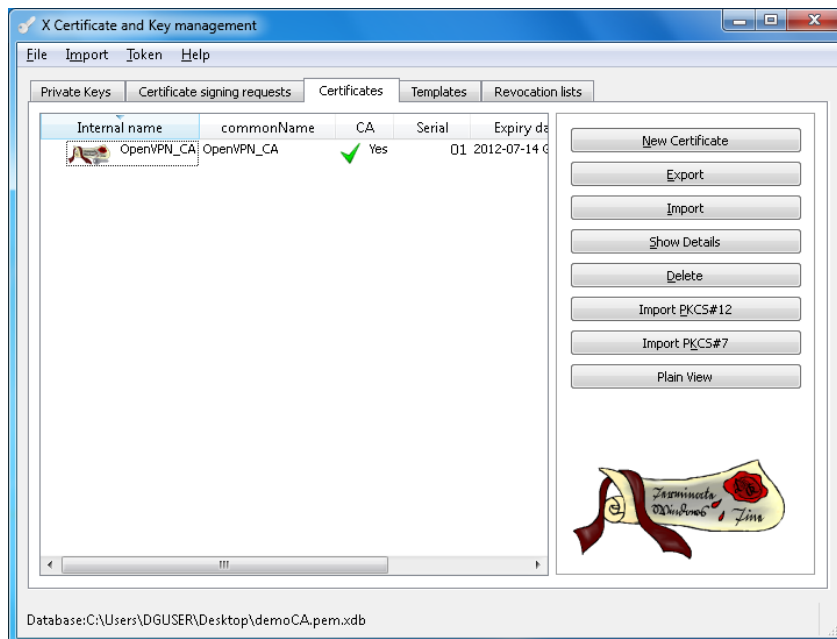 X Certificate and Key management
File Import Token Help
Private Keys Certificate signing requests Certificates Templates Revocation lists
Internal name commonName CA Serial Expiry da
OpenVPN_CA OpenVPN_CA Yes 01 2012-07-14 G
New Certificate
Export
Import
Show Details
Delete
Import PKCS#12
Import PKCS#7
Plain View
Windows
Database:C:\Users\DGUSER\Desktop\demoCA.pem.xdb